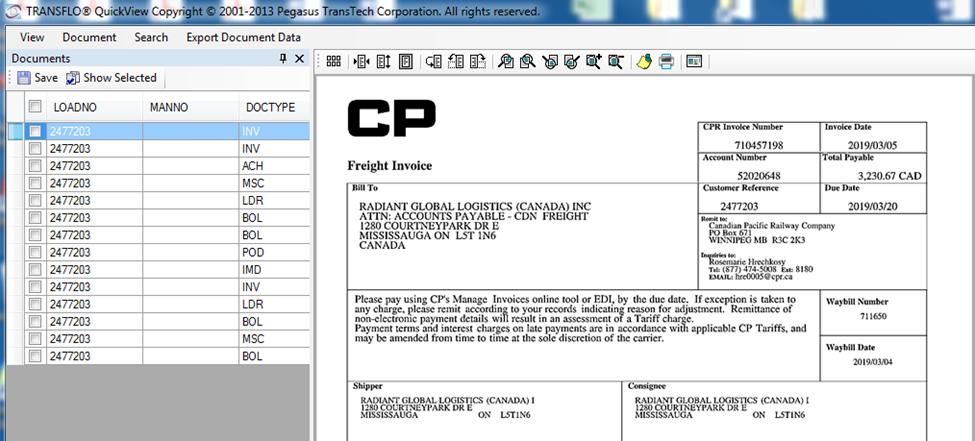 TRANSFLO® QuickView Copyright © 2001-2013 Pegasus TransTech Corporation. All rights reserved.
View Document Search Export Document Data
Documents
Save Show Selected
LOADNO MANNO DOCTYPE
2477203 INV
2477203 INV
2477203 ACH
2477203 MSC
2477203 LDR
2477203 BOL
2477203 BOL
2477203 POD
2477203 IMD
2477203 INV
2477203 LDR
2477203 BOL
2477203 MSC
2477203 BOL
CP
Freight Invoice
CPR Invoice Number Invoice Date
710457198 2019/03/05
Account Number Total Payable
52020648 3,230.67 CAD
Customer Reference Due Date
2477203 2019/03/20
Bill To
RADIANT GLOBAL LOGISTICS (CANADA) INC
ATTN: ACCOUNTS PAYABLE - CDN FREIGHT
1280 COURTNEYPARK DR E
MISSISSAUGA ON L5T 1N6
CANADA
Remit to:
Canadian Pacific Railway Company
PO Box 671
WINNIPEG MB R3C 2K3
Inquiries to:
Rosemarie Hrechkosy
Tel: (877) 474-5008 Ext: 8180
EMAIL: hre0005@cpr.ca
Please pay using CP's Manage Invoices online tool or EDI, by the due date. If exception is taken to
any charge, please remit according to your records indicating reason for adjustment. Remittance of
non-electronic payment details will result in an assessment of a Tariff charge.
Payment terms and interest charges on late payments are in accordance with applicable CP Tariffs, and
may be amended from time to time at the sole discretion of the carrier.
Waybill Number
711650
Waybill Date
2019/03/04
Shipper
RADIANT GLOBAL LOGISTICS (CANADA) I
1280 COURTNEYPARK DR E
MISSISSAUGA ON L5T1N6
Consignee
RADIANT GLOBAL LOGISTICS (CANADA) I
1280 COURTNEYPARK DR E
MISSISSAUGA ON L5T1N6